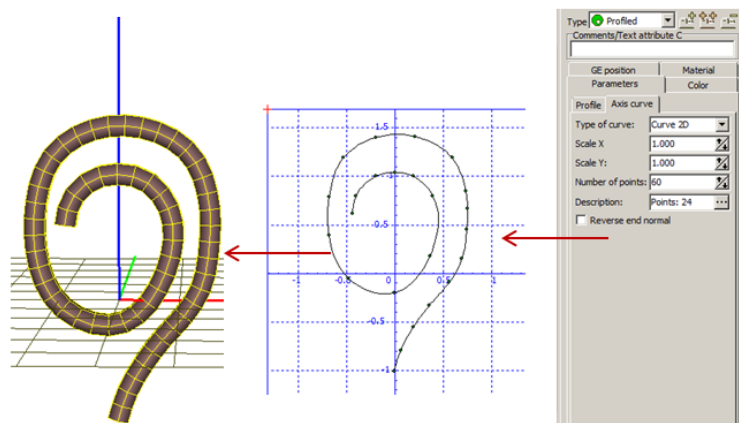 Type Profiled
Comments/Text attribute C
GE position Material
Parameters Color
Profile Axis curve
Type of curve: Curve 2D
Scale X 1.000
Scale Y: 1.000
Number of points: 60
Description: Points: 24 ...
Reverse end normal
1.5
1
0.5
-0.5 0 0.5 1
-0.5
-1